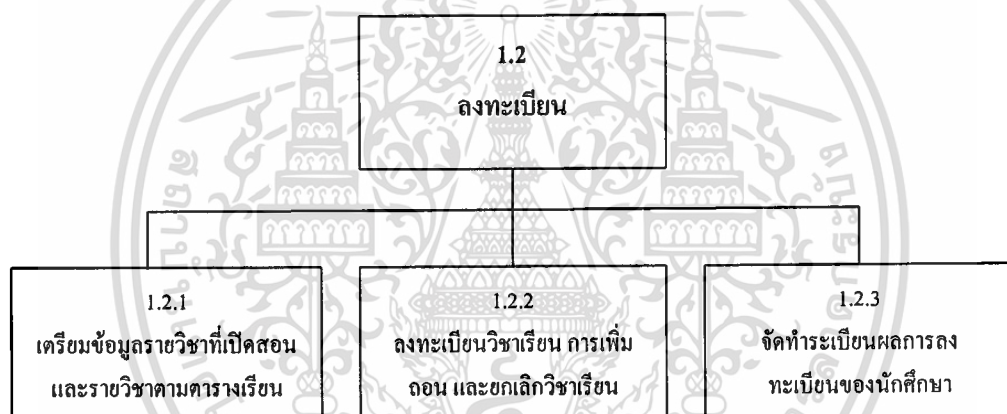 1.2
ลงทะเบียน
1.2.1
เตรียมข้อมูลรายวิชาที่เปิดสอน
และรายวิชาตามตารางเรียน
1.2.2
ลงทะเบียนวิชาเรียน การเพิ่ม
ถอน และยกเลิกวิชาเรียน
1.2.3
จัดทำระเบียนผลการลง
ทะเบียนของนักศึกษา